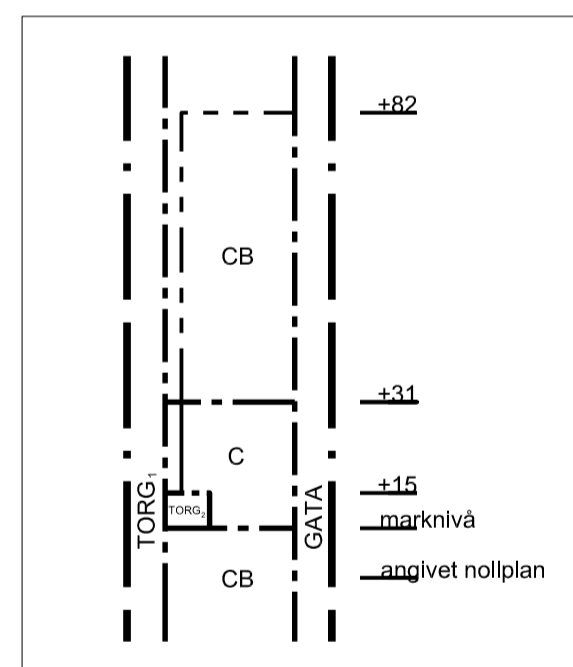 +82
CB
+31
C
+15
TORG₁
TORG₂
GATA
marknivå
CB
angivet nollplan